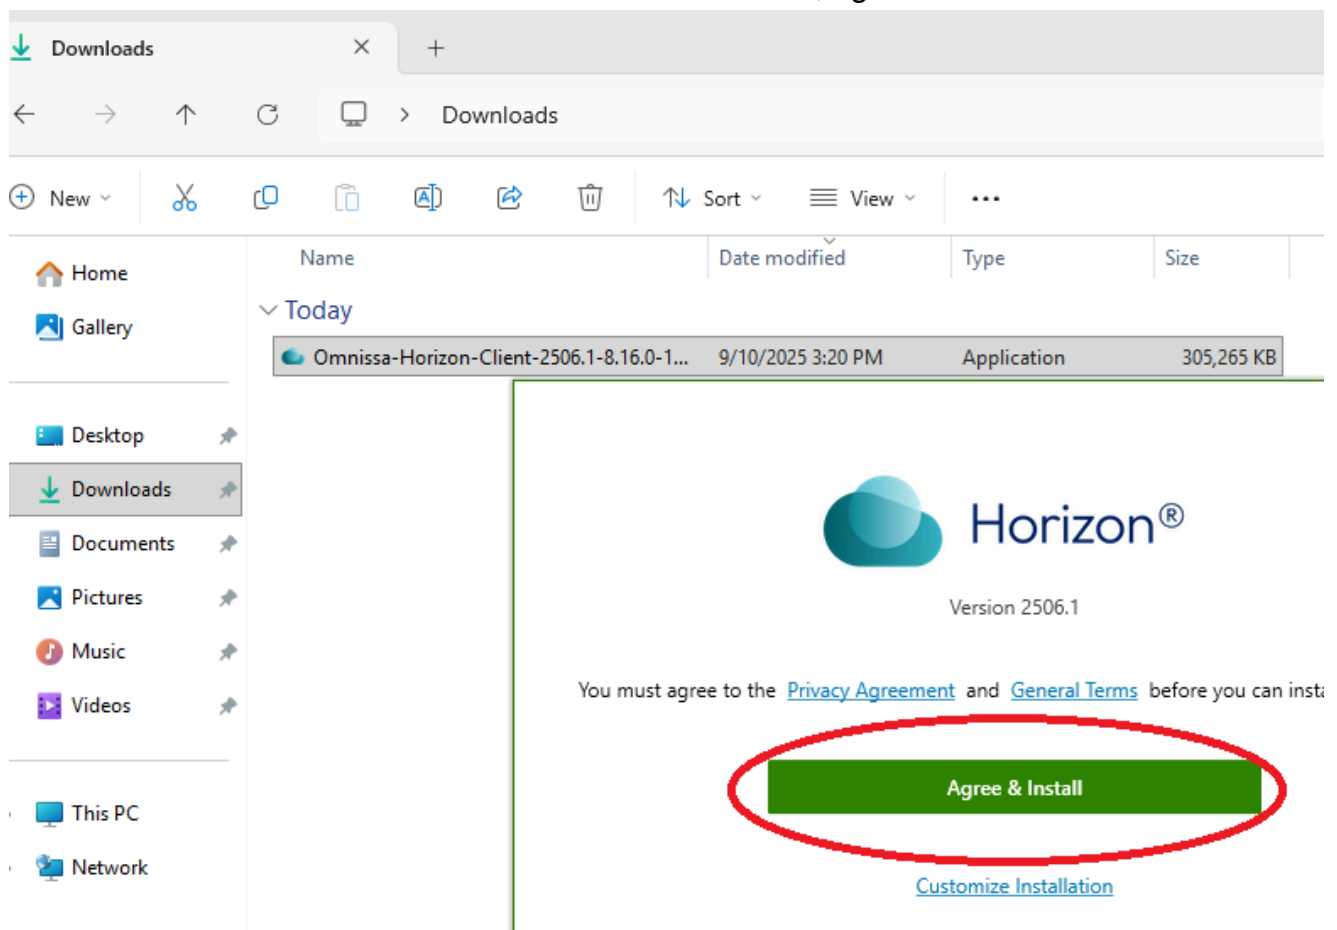 Downloads
Downloads
New
Sort
View
Name Date modified Type Size
Home
Gallery
Today
Omnissa-Horizon-Client-2506.1-8.16.0-1... 9/10/2025 3:20 PM Application 305,265 KB
Desktop
Downloads
Documents
Pictures
Music
Videos
This PC
Network
Horizon®
Version 2506.1
You must agree to the Privacy Agreement and General Terms before you can
Agree & Install
Customize Installation